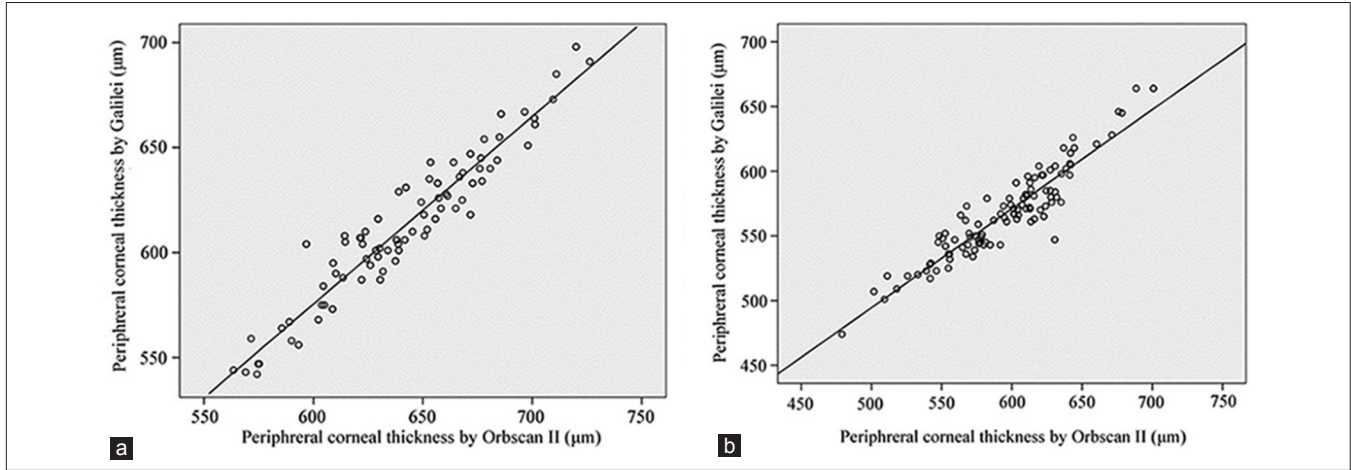 Periphreral corneal thickness by Galilei (μm)
700
650
600
550
550 600 650 700 750
Periphreral corneal thickness by Orbscan II (μm)
a
Periphreral corneal thickness by Galilei (μm)
700
650
600
550
500
450
450 500 550 600 650 700 750
Periphreral corneal thickness by Orbscan II (μm)
b